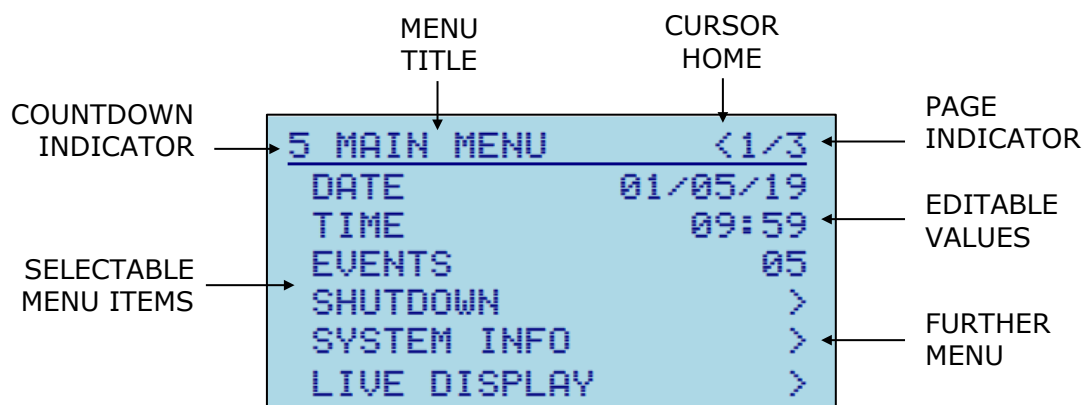 MENU
TITLE
CURSOR
HOME
COUNTDOWN
INDICATOR
PAGE
INDICATOR
5 MAIN MENU <1/3
DATE 01/05/19
TIME 09:59
EVENTS 05
SHUTDOWN >
SYSTEM INFO >
LIVE DISPLAY >
EDITABLE
VALUES
SELECTABLE
MENU ITEMS
FURTHER
MENU